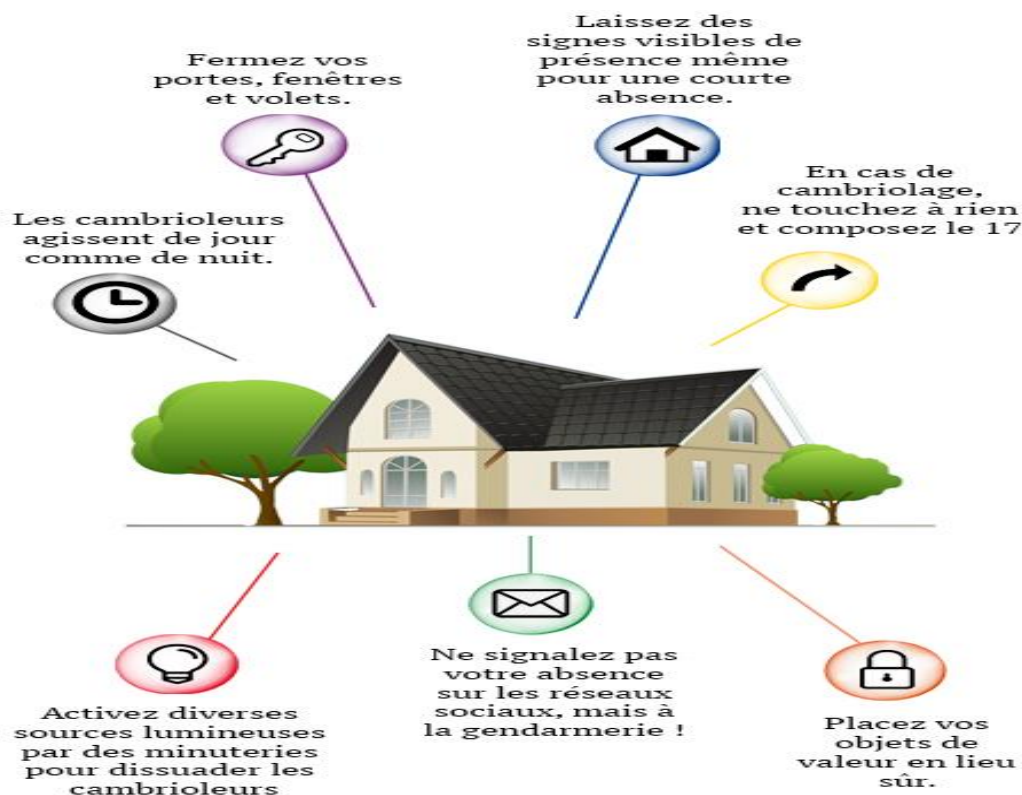 Laissez des
signes visibles de
présence même
pour une courte
absence.
Fermez vos
portes, fenêtres
et volets.
En cas de
cambriolage,
ne touchez à rien
et composez le 17
Les cambrioleurs
agissent de jour
comme de nuit.
Activez diverses
sources lumineuses
par des minuteries
pour dissuader les
cambrioleurs
Ne signalez pas
votre absence
sur les réseaux
sociaux, mais à
la gendarmerie !
Placez vos
objets de
valeur en lieu
sûr.